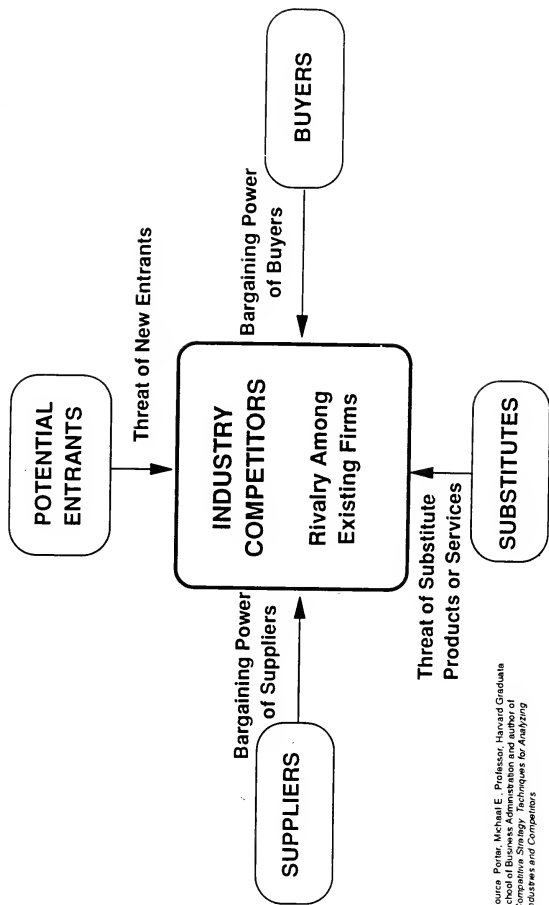 POTENTIAL
ENTRANTS
Threat of New Entrants
SUPPLIERS
Bargaining Power
of Suppliers
INDUSTRY
COMPETITORS
Rivalry Among
Existing Firms
Bargaining Power
of Buyers
BUYERS
Threat of Substitute
Products or Services
SUBSTITUTES
ource Porter, Michael E , Professor, Harvard Graduate
chool of Business Administration and author of
ompetitive Strategy Techniques for Analyzing
ndustries and Competitors